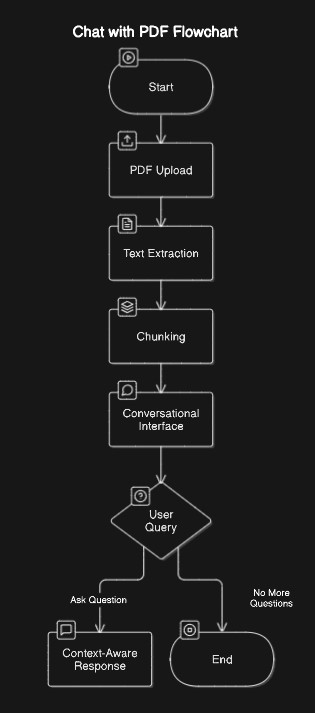 Chat with PDF Flowchart
Start
PDF Upload
Text Extraction
Chunking
Conversational
Interface
User
Query
Ask Question
No More
Questions
Context-Aware
Response
End